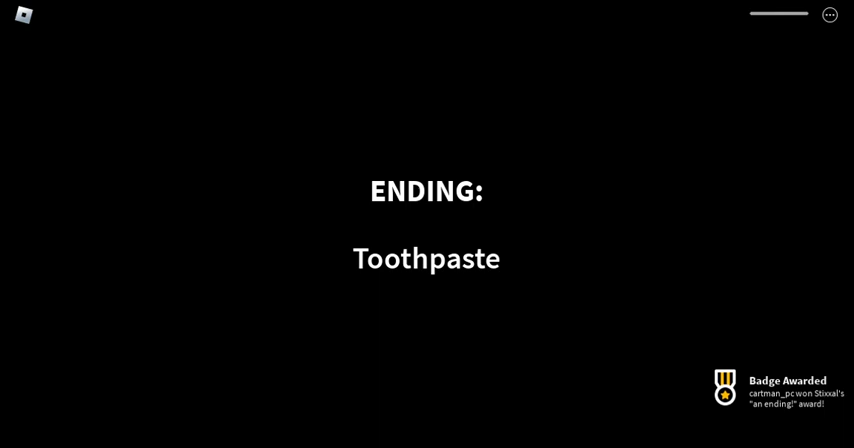 ENDING:
Toothpaste
Badge Awarded
cartman_pc won Stixxal's
"an ending!" award!